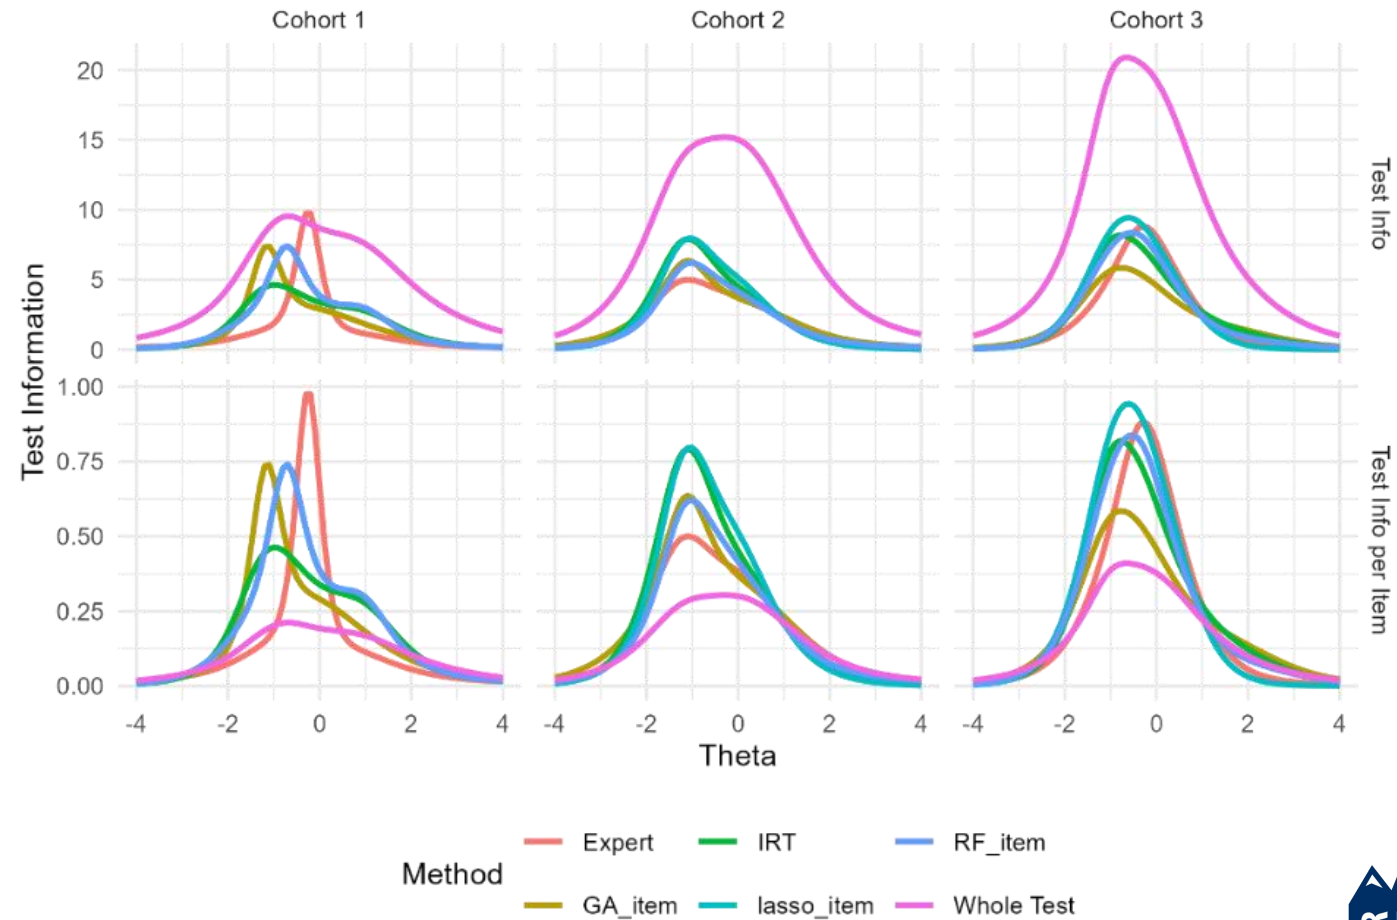 Cohort 1 Cohort 2 Cohort 3
20
15
10
5
0
Test Info
1.00
0.75
0.50
0.25
0.00
Test Info per Item
Test Information
-4 -2 0 2 4 -4 -2 0 2 4 -4 -2 0 2 4
Theta
Method
Expert IRT RF_item
GA_item lasso_item Whole Test